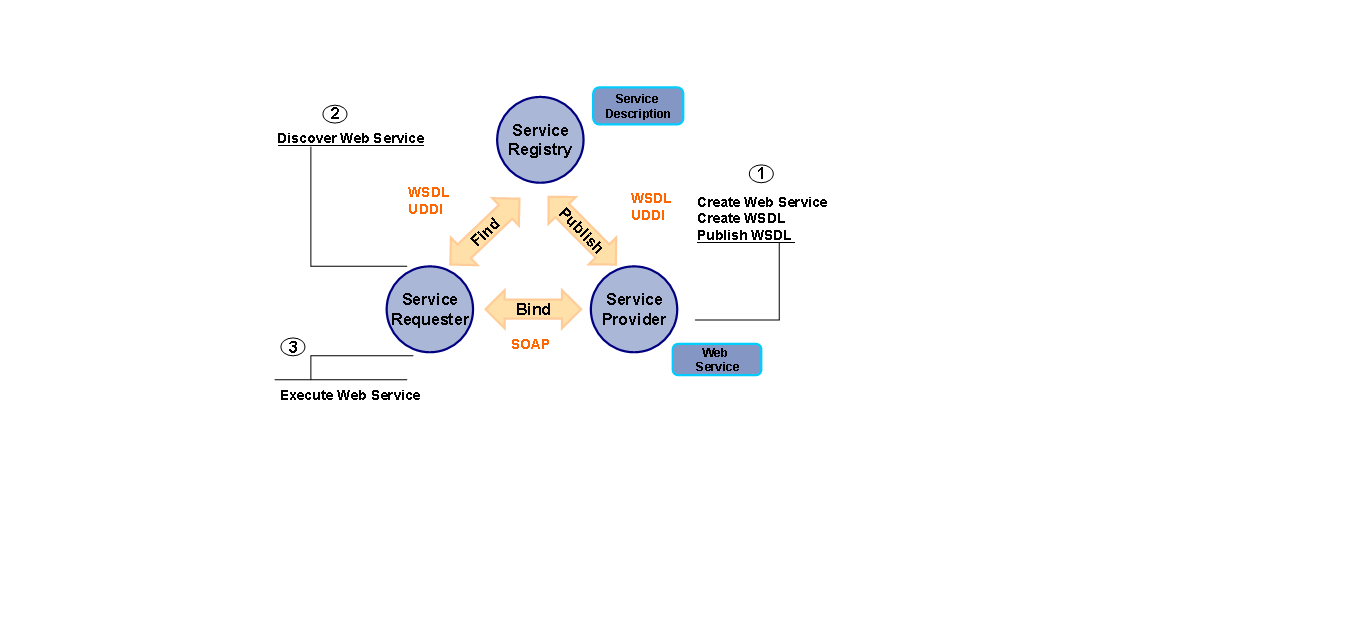 Service
Description
2
Discover Web Service
Service
Registry
1
WSDL
UDDI
WSDL
UDDI
Create Web Service
Create WSDL
Publish WSDL
Find
Publish
Service
Requester
Bind
Service
Provider
SOAP
3
Web
Service
Execute Web Service